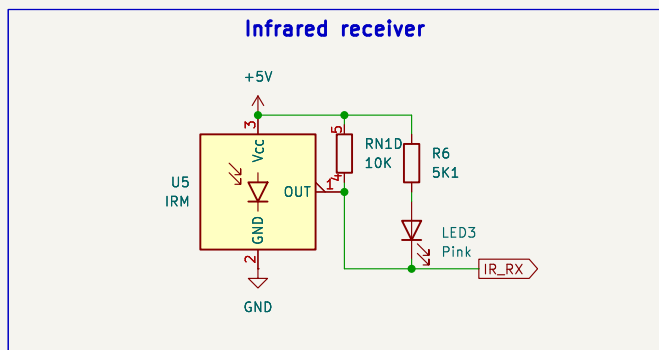 Infrared receiver
+5V
3
Vcc
5
RN1D
10K
R6
5K1
U5
IRM
OUT
1
4
GND
2
LED3
Pink
IR_RX
GND